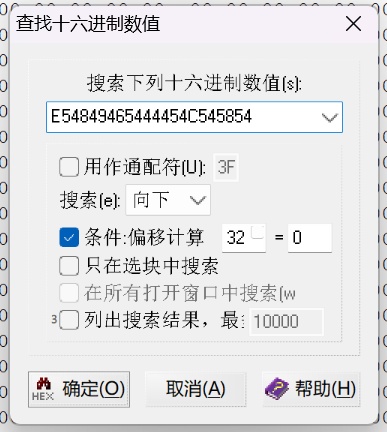 查找十六进制数值
搜索下列十六进制数值(s):
E54849465444454C545854
用作通配符(U): 3F
搜索(e): 向下
条件:偏移计算 32 = 0
只在选块中搜索
在所有打开窗口中搜索(w
3 列出搜索结果，最 10000
HEX 确定(O) 取消(A) 帮助(H)